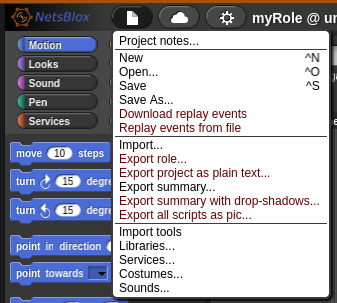 NetsBlox
myRole @ un
Motion
Looks
Sound
Pen
Services
move 10 steps
turn 15 degre
turn 15 degre
point in direction
point towards
Project notes...
New ^N
Open... ^O
Save ^S
Save As...
Download replay events
Replay events from file
Import...
Export role...
Export project as plain text...
Export summary...
Export summary with drop-shadows...
Export all scripts as pic...
Import tools
Libraries...
Services...
Costumes...
Sounds...